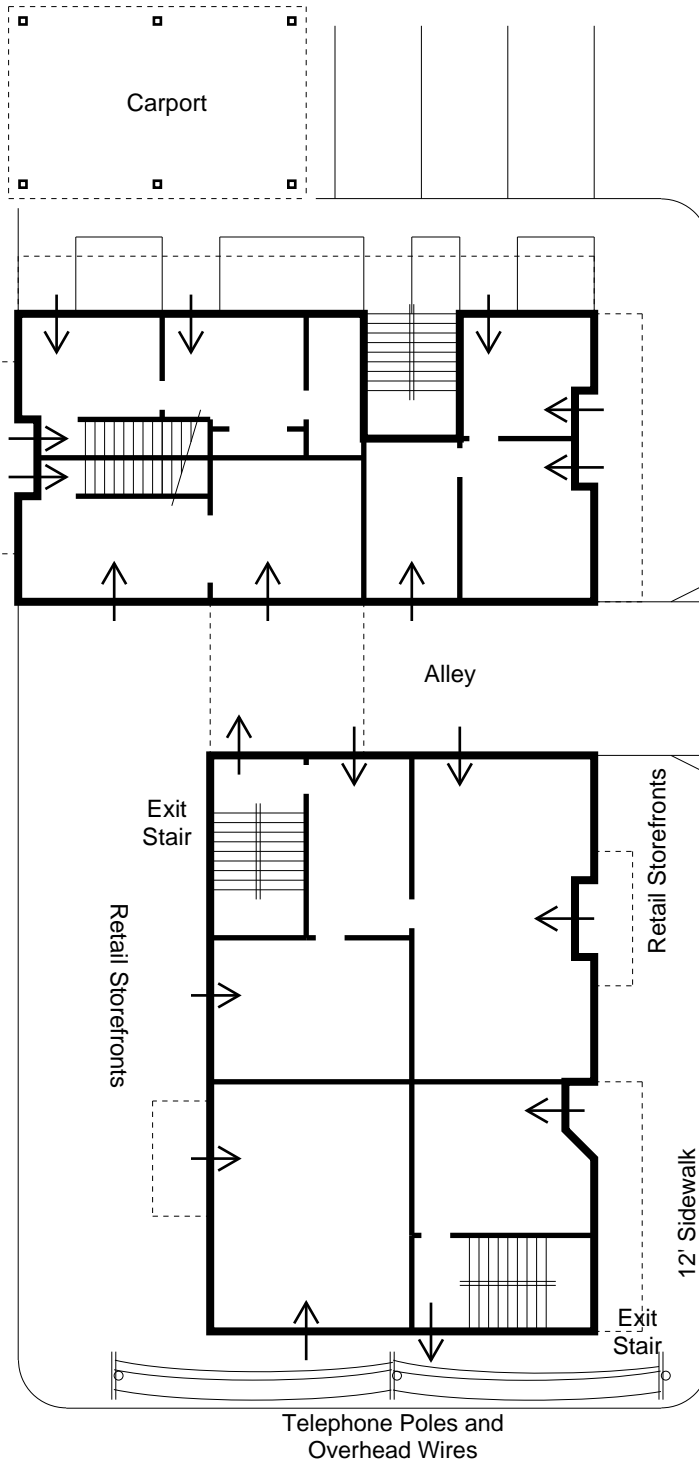 Carport
Alley
Exit
Stair
Retail Storefronts
Retail Storefronts
12' Sidewalk
Exit
Stair
Telephone Poles and
Overhead Wires